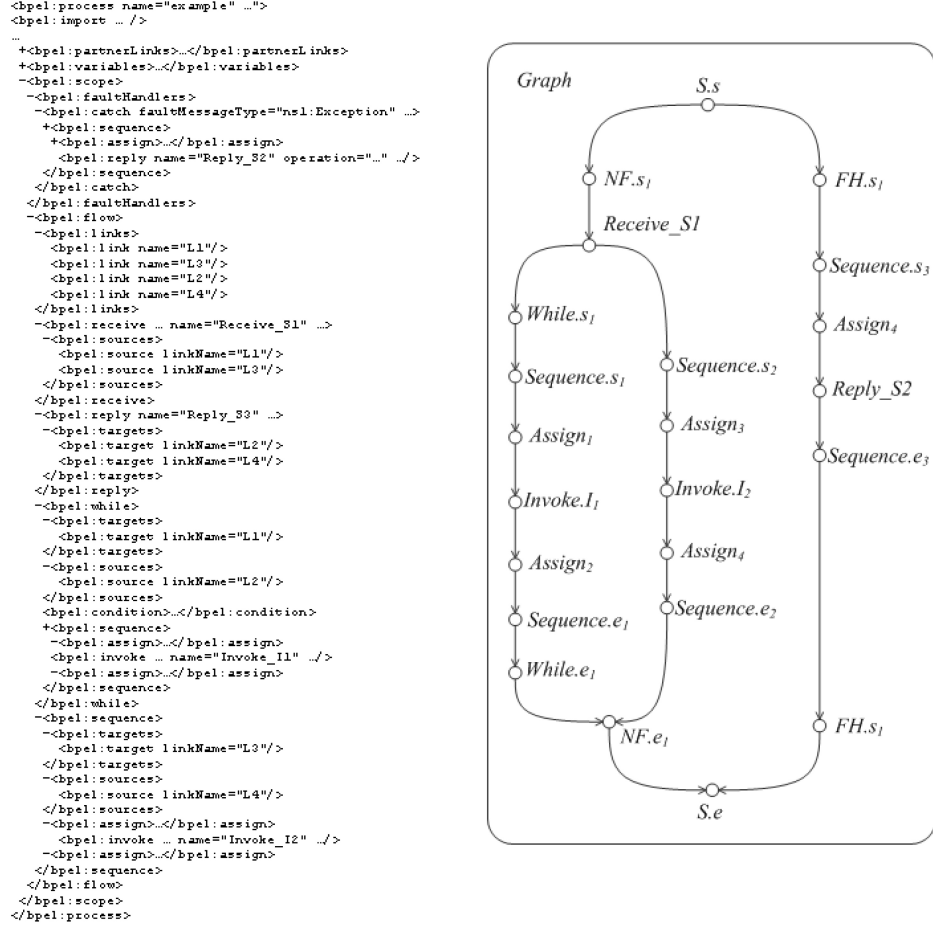 <bpel:process name="example" …">
<bpel:import … />
…
+<bpel:partnerLinks>…</bpel:partnerLinks>
+<bpel:variables>…</bpel:variables>
-<bpel:scope>
-<bpel:faultHandlers>
-<bpel:catch faultMessageType="ns1:Exception" …>
+<bpel:sequence>
+<bpel:assign>…</bpel:assign>
<bpel:reply name="Reply_S2" operation="…" …/>
</bpel:sequence>
</bpel:catch>
</bpel:faultHandlers>
-<bpel:flow>
-<bpel:links>
<bpel:link name="L1"/>
<bpel:link name="L3"/>
<bpel:link name="L2"/>
<bpel:link name="L4"/>
</bpel:links>
-<bpel:receive … name="Receive_S1" …>
-<bpel:sources>
<bpel:source linkName="L1"/>
<bpel:source linkName="L3"/>
</bpel:sources>
</bpel:receive>
-<bpel:reply name="Reply_S3" …>
-<bpel:targets>
<bpel:target linkName="L2"/>
<bpel:target linkName="L4"/>
</bpel:targets>
</bpel:reply>
-<bpel:while>
-<bpel:targets>
<bpel:target linkName="L1"/>
</bpel:targets>
-<bpel:sources>
<bpel:source linkName="L2"/>
</bpel:sources>
<bpel:condition>…</bpel:condition>
+<bpel:sequence>
-<bpel:assign>…</bpel:assign>
<bpel:invoke … name="Invoke_I1" …/>
-<bpel:assign>…</bpel:assign>
</bpel:sequence>
</bpel:while>
-<bpel:sequence>
-<bpel:targets>
<bpel:target linkName="L3"/>
</bpel:targets>
-<bpel:sources>
<bpel:source linkName="L4"/>
</bpel:sources>
-<bpel:assign>…</bpel:assign>
<bpel:invoke … name="Invoke_I2" …/>
-<bpel:assign>…</bpel:assign>
</bpel:sequence>
</bpel:flow>
</bpel:scope>
</bpel:process>
Graph
S.s
NF.s₁
FH.s₁
Receive_S1
Sequence.s₃
While.s₁
Assign₄
Sequence.s₂
Sequence.s₁
Reply_S2
Assign₃
Assign₁
Sequence.e₃
Invoke.I₂
Invoke.I₁
Assign₄
Assign₂
Sequence.e₂
Sequence.e₁
While.e₁
FH.s₁
NF.e₁
S.e